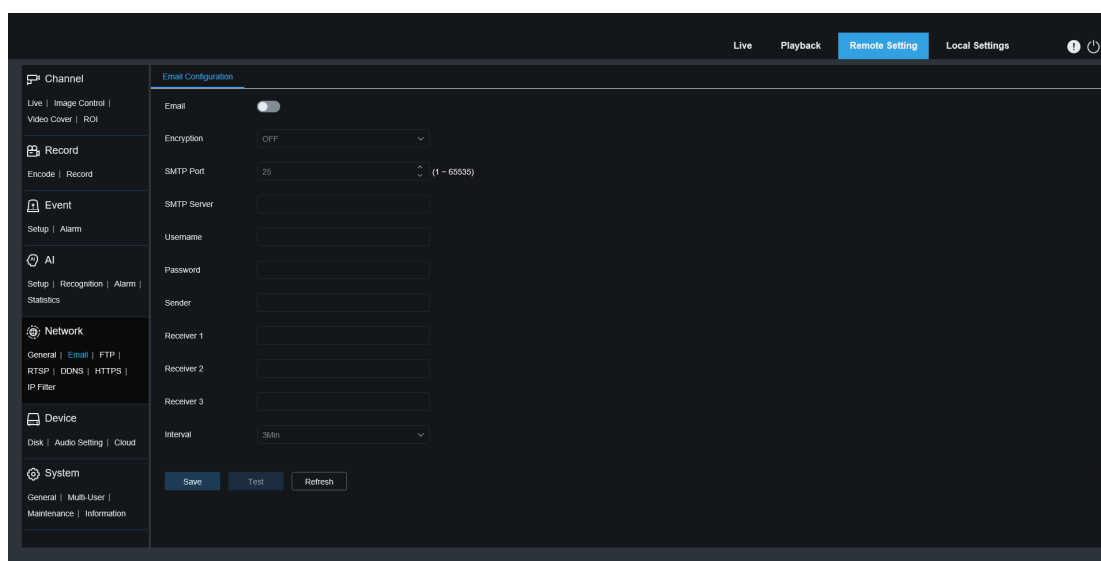 Live Playback Remote Setting Local Settings
Channel
Live | Image Control |
Video Cover | ROI
Record
Encode | Record
Event
Setup | Alarm
AI
Setup | Recognition | Alarm |
Statistics
Network
General | Email | FTP |
RTSP | DDNS | HTTPS |
IP Filter
Device
Disk | Audio Setting | Cloud
System
General | Multi-User |
Maintenance | Information
Email Configuration
Email
Encryption OFF
SMTP Port 25 (1 ~ 65535)
SMTP Server
Username
Password
Sender
Receiver 1
Receiver 2
Receiver 3
Interval 3Min
Save Test Refresh